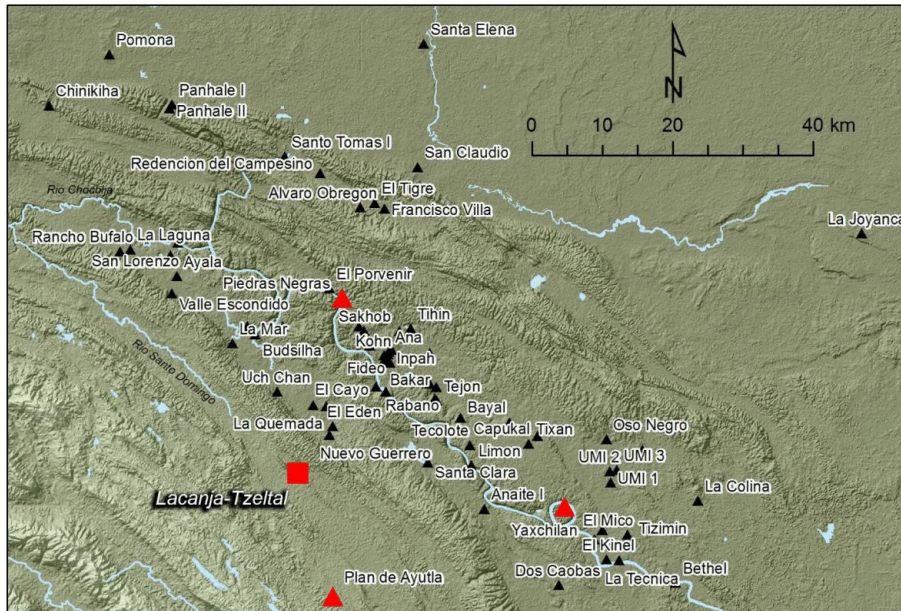 Santa Elena
Pomona
N
Chinikiha
Panhale I
Panhale II
0 10 20 40 km
Santo Tomas I
Redencion del Campesino
San Claudio
Rio Chocolja
Alvaro Obregon
El Tigre
Francisco Villa
La Joyanca
Rancho Bufalo
La Laguna
San Lorenzo
Ayala
Piedras Negras
El Porvenir
Valle Escondido
Sakhob
Tihin
La Mar
Kohn
Ana
Budsilha
Fideo
Inpah
Rio Santo Domingo
Uch Chan
El Cayo
Bakar
Tejon
Rabano
El Eden
La Quemada
Bayal
Tecolote
Capukal
Tixan
Oso Negro
Nuevo Guerrero
Limon
UMI 2
UMI 3
Santa Clara
UMI 1
Lacanja-Tzeltal
La Colina
Anaite I
Yaxchilan
El Mico
Tizimin
El Kinel
Dos Caobas
La Tecnica
Bethel
Plan de Ayutla